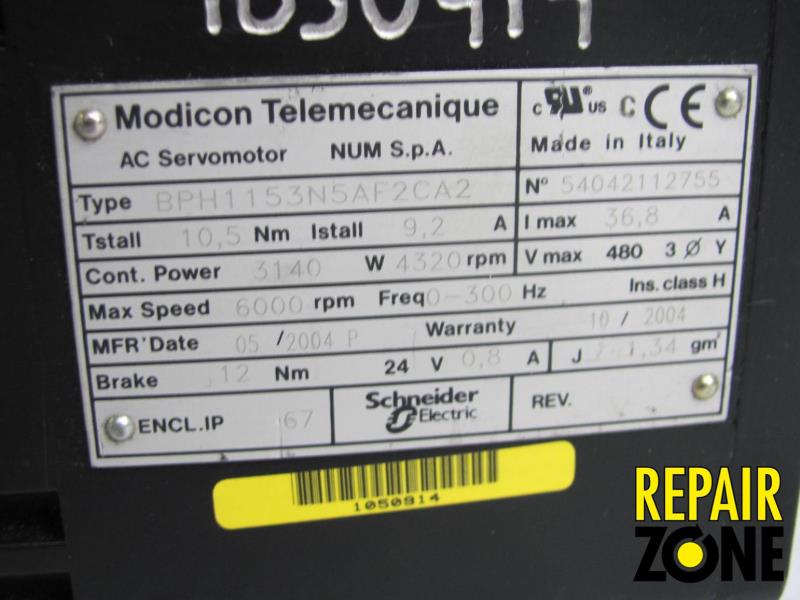 1050914
Modicon Telemecanique
AC Servomotor NUM S.p.A.
c UL ® US C CE
Made in Italy
Type BPH1153N5AF2CA2
N° 54042112755
Tstall 10,5 Nm Istall 9,2 A
I max 36,8 A
Cont. Power 3140 W 4320 rpm
V max 480 3 Ø Y
Max Speed 6000 rpm Freq 0-300 Hz Ins. class H
MFR' Date 05 / 2004 P Warranty 10 / 2004
Brake 12 Nm 24 V 0,8 A J 1,34 gm²
ENCL.IP 67
Schneider
Electric
REV.
1050914
REPAIR
ZONE